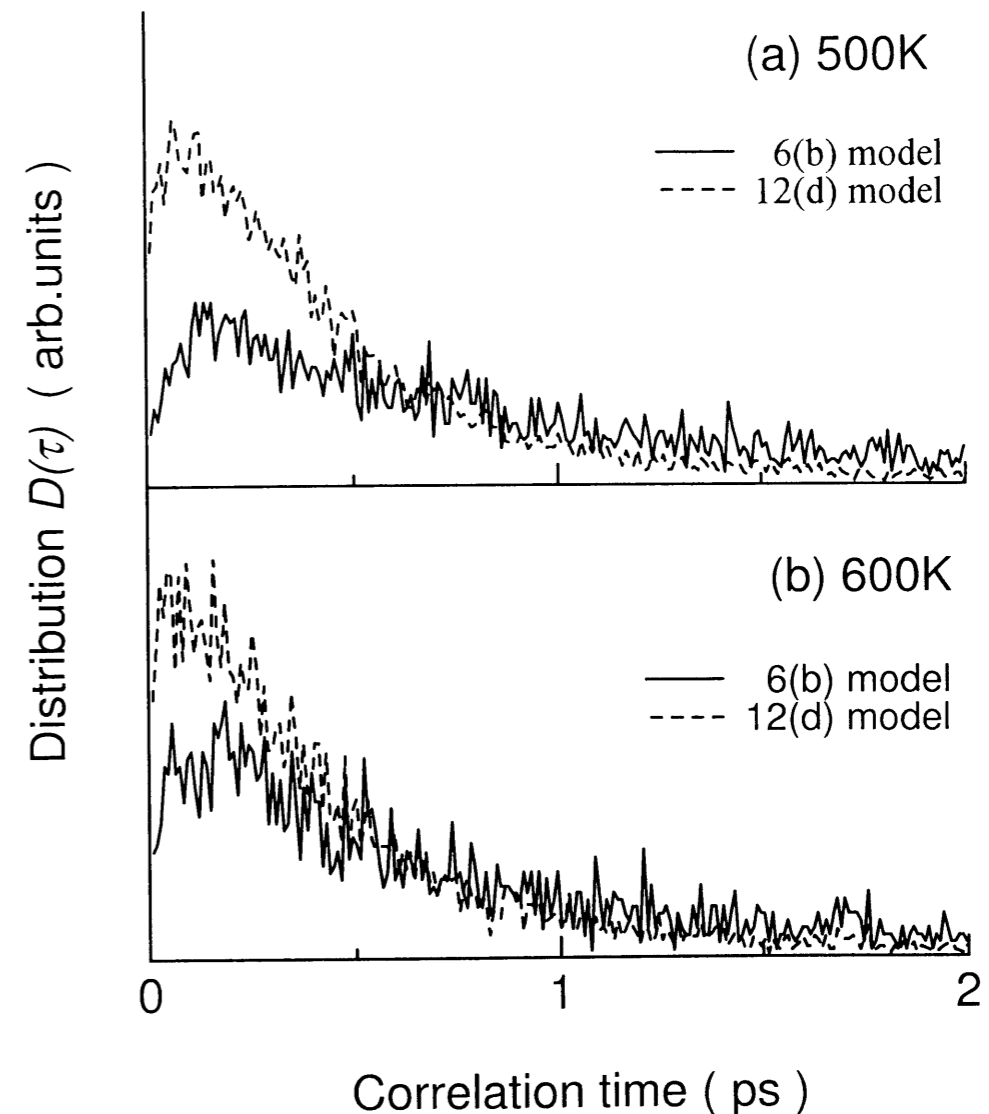 (a) 500K
6(b) model
12(d) model
Distribution D(τ) ( arb.units )
(b) 600K
6(b) model
12(d) model
0 1 2
Correlation time ( ps )